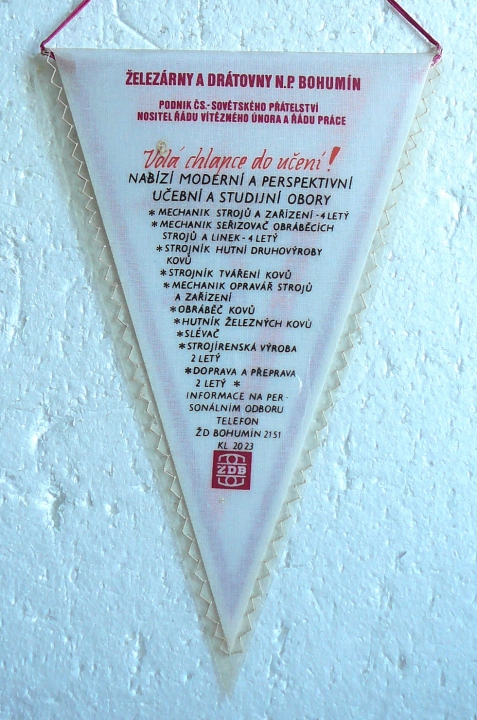 ŽELEZÁRNY A DRÁTOVNY N.P. BOHUMÍN
PODNIK ČS.-SOVĚTSKÉHO PŘÁTELSTVÍ
NOSITEL ŘÁDU VÍTĚZNÉHO ÚNORA A ŘÁDU PRÁCE
Volá chlapce do učení!
NABÍZÍ MODERNÍ A PERSPEKTIVNÍ
UČEBNÍ A STUDIJNÍ OBORY
* MECHANIK STROJŮ A ZAŘÍZENÍ - 4 LETÝ
* MECHANIK SEŘIZOVAČ OBRÁBĚCÍCH
STROJŮ A LINEK - 4 LETÝ
* STROJNÍK HUTNÍ DRUHOVÝROBY
KOVŮ
* STROJNÍK TVÁŘENÍ KOVŮ
* MECHANIK OPRAVÁŘ STROJŮ
A ZAŘÍZENÍ
* OBRÁBĚČ KOVŮ
* HUTNÍK ŽELEZNÝCH KOVŮ
* SLÉVAČ
* STROJÍRENSKÁ VÝROBA
2 LETÝ
* DOPRAVA A PŘEPRAVA
2 LETÝ *
INFORMACE NA PER-
SONÁLNÍM ODBORU
TELEFON
ŽD BOHUMÍN 2151
KL. 2023
ŽDB